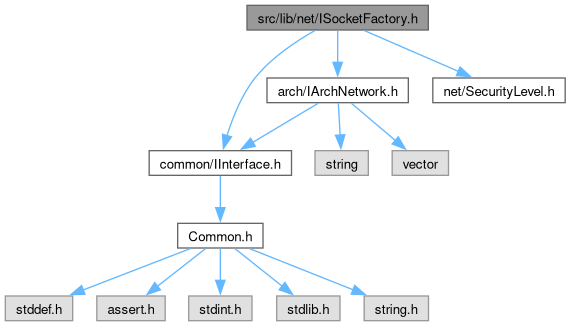 src/lib/net/ISocketFactory.h
arch/IArchNetwork.h
net/SecurityLevel.h
common/IInterface.h
string
vector
Common.h
stddef.h
assert.h
stdint.h
stdlib.h
string.h